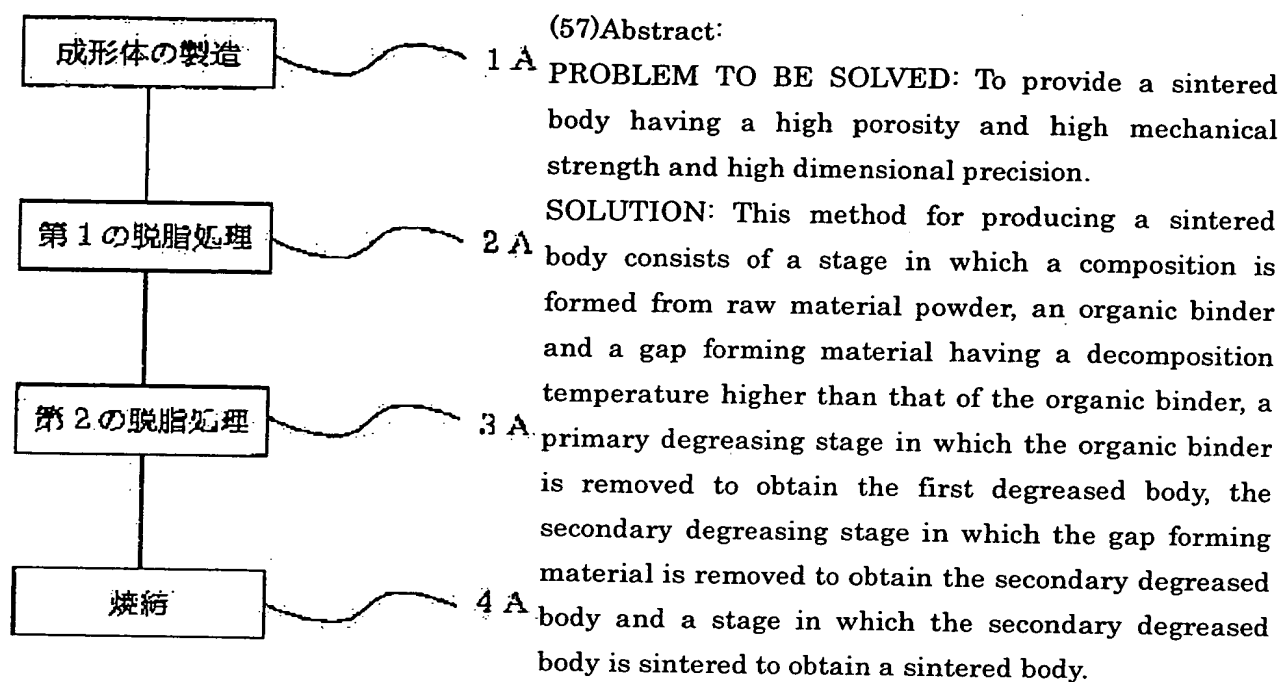 成形体の製造
1 A
第1の脱脂処理
2 A
第2の脱脂処理
3 A
焼結
4 A
(57)Abstract:
PROBLEM TO BE SOLVED: To provide a sintered
body having a high porosity and high mechanical
strength and high dimensional precision.
SOLUTION: This method for producing a sintered
body consists of a stage in which a composition is
formed from raw material powder, an organic binder
and a gap forming material having a decomposition
temperature higher than that of the organic binder, a
primary degreasing stage in which the organic binder
is removed to obtain the first degreased body, the
secondary degreasing stage in which the gap forming
material is removed to obtain the secondary degreased
body and a stage in which the secondary degreased
body is sintered to obtain a sintered body.